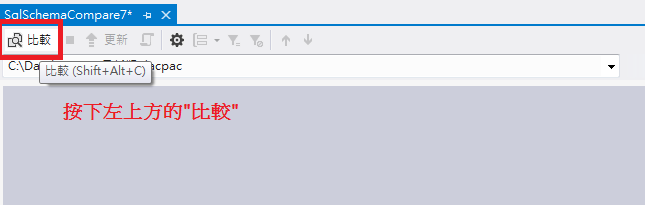 SqlSchemaCompare7*
比較 更新
C:\Da acpac
比較 (Shift+Alt+C)
按下左上方的"比較"